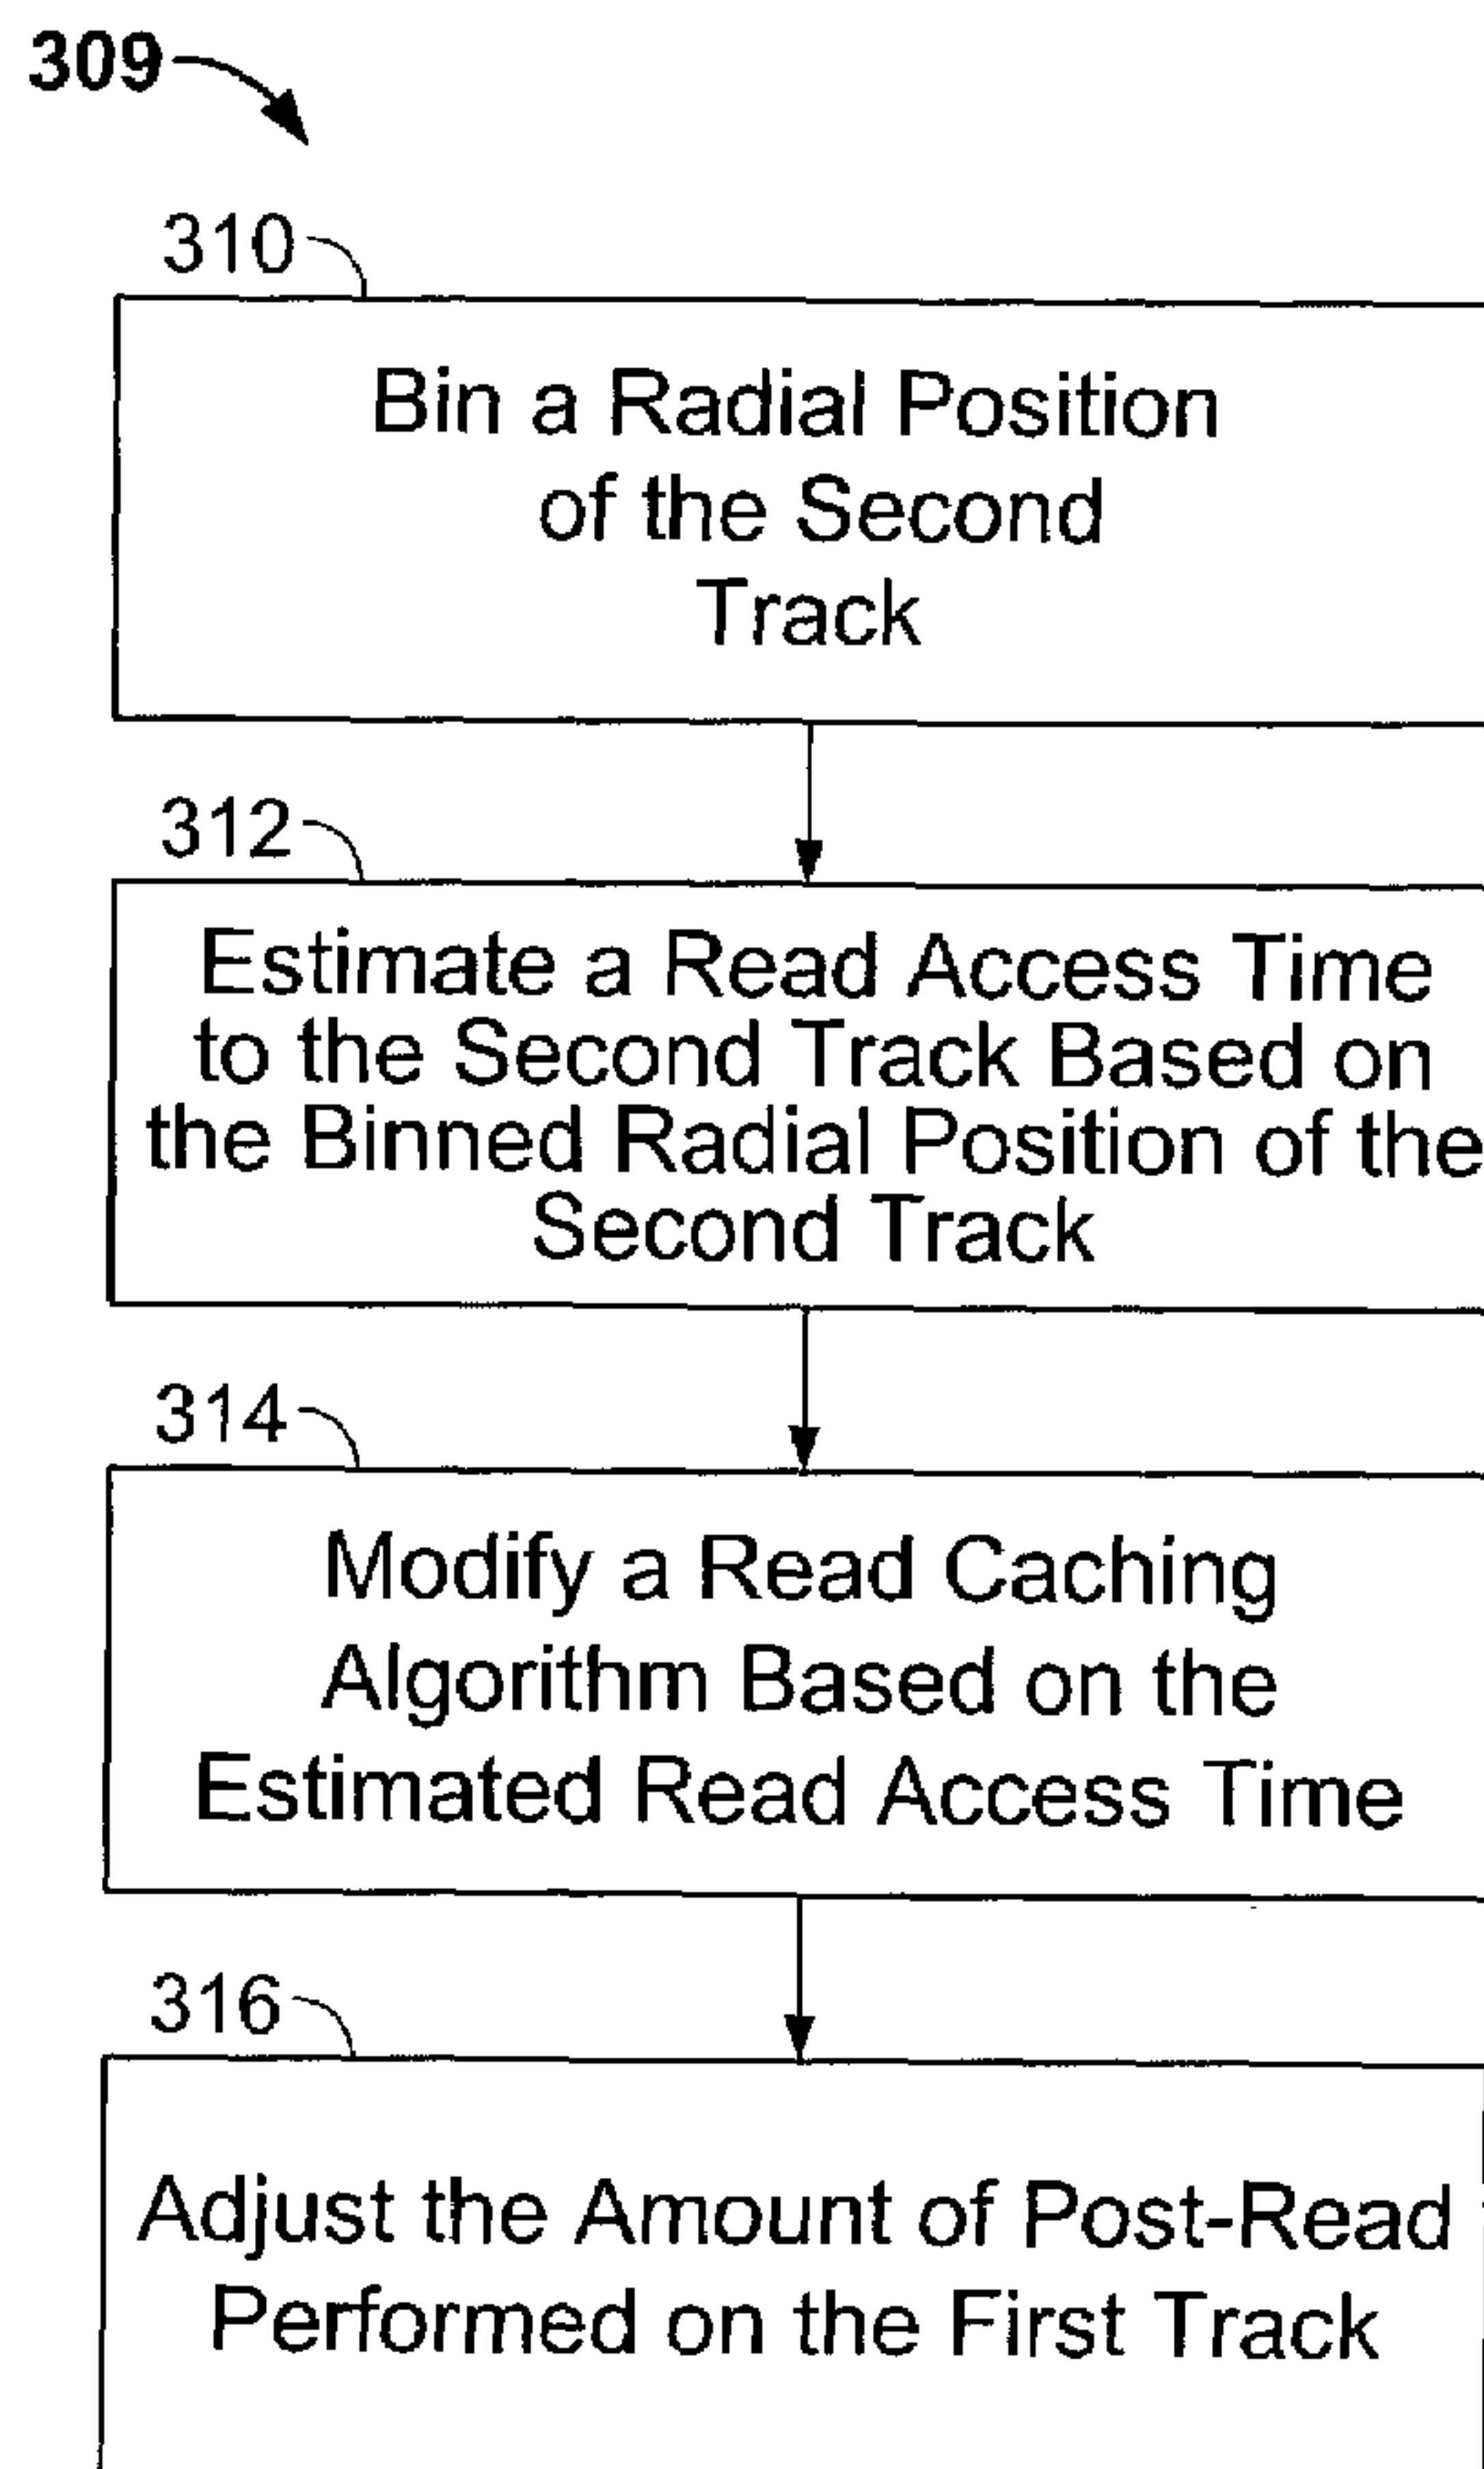 309
310
Bin a Radial Position
of the Second
Track
312
Estimate a Read Access Time
to the Second Track Based on
the Binned Radial Position of the
Second Track
314
Modify a Read Caching
Algorithm Based on the
Estimated Read Access Time
316
Adjust the Amount of Post-Read
Performed on the First Track